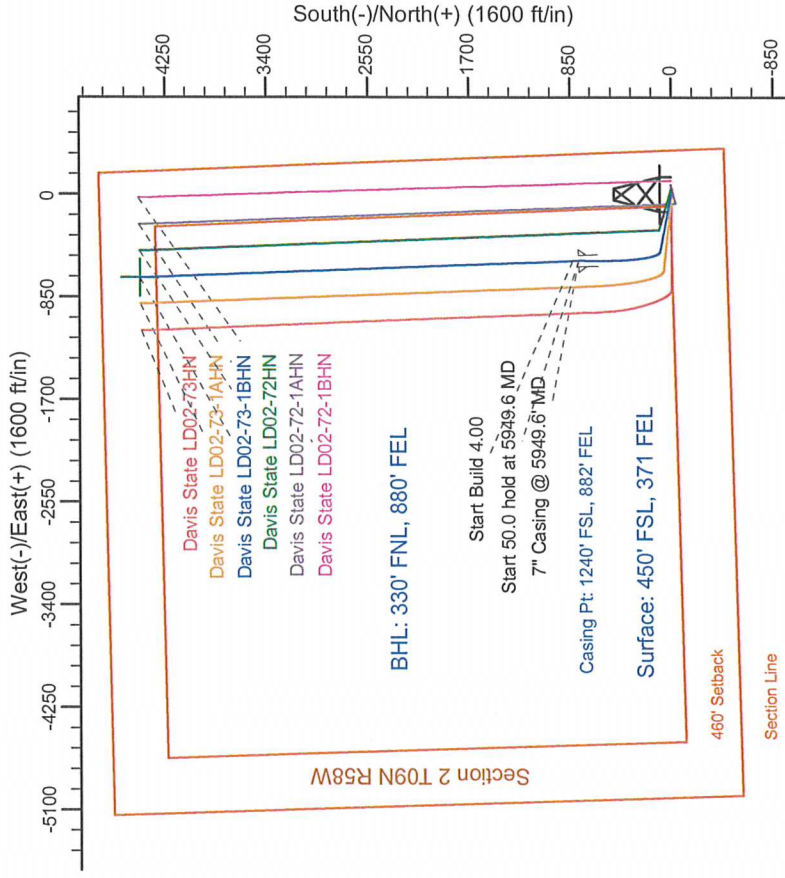 South(-)/North(+) (1600 ft/in)
4250
3400
2550
1700
850
0
-850
West(-)/East(+) (1600 ft/in)
0
-850
-1700
-2550
-3400
-4250
-5100
Davis State LD02-73HN
Davis State LD02-73-1AHN
Davis State LD02-73-1BHN
Davis State LD02-72HN
Davis State LD02-72-1AHN
Davis State LD02-72-1BHN
BHL: 330' FNL, 880' FEL
Start Build 4.00
Start 50.0 hold at 5949.6 MD
7" Casing @ 5949.6' MD
Casing Pt: 1240' FSL, 882' FEL
Surface: 450' FSL, 371 FEL
Section 2 T09N R58W
460' Setback
Section Line